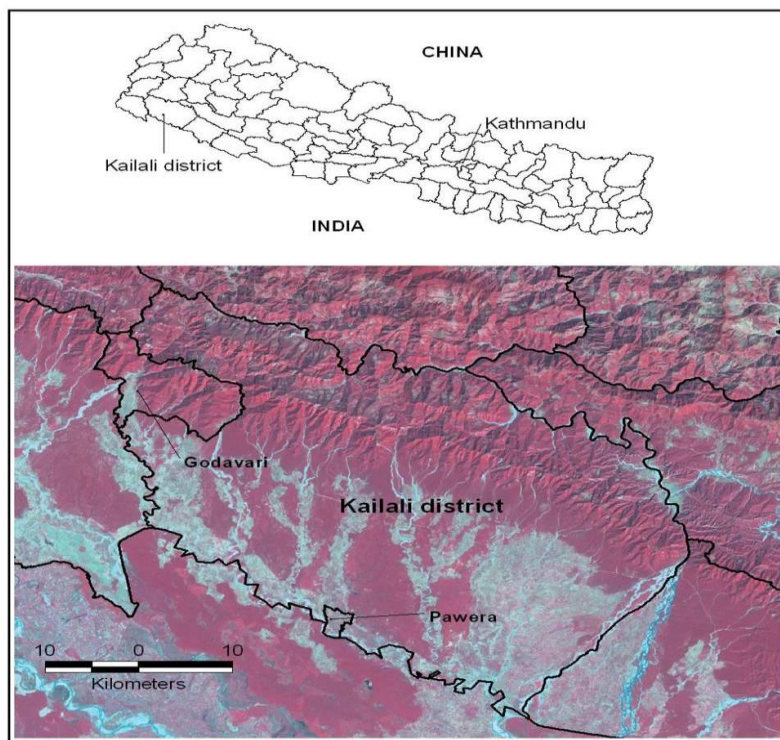 CHINA
Kathmandu
Kailali district
INDIA
Godavari
Kailali district
Pawera
10 0 10
Kilometers